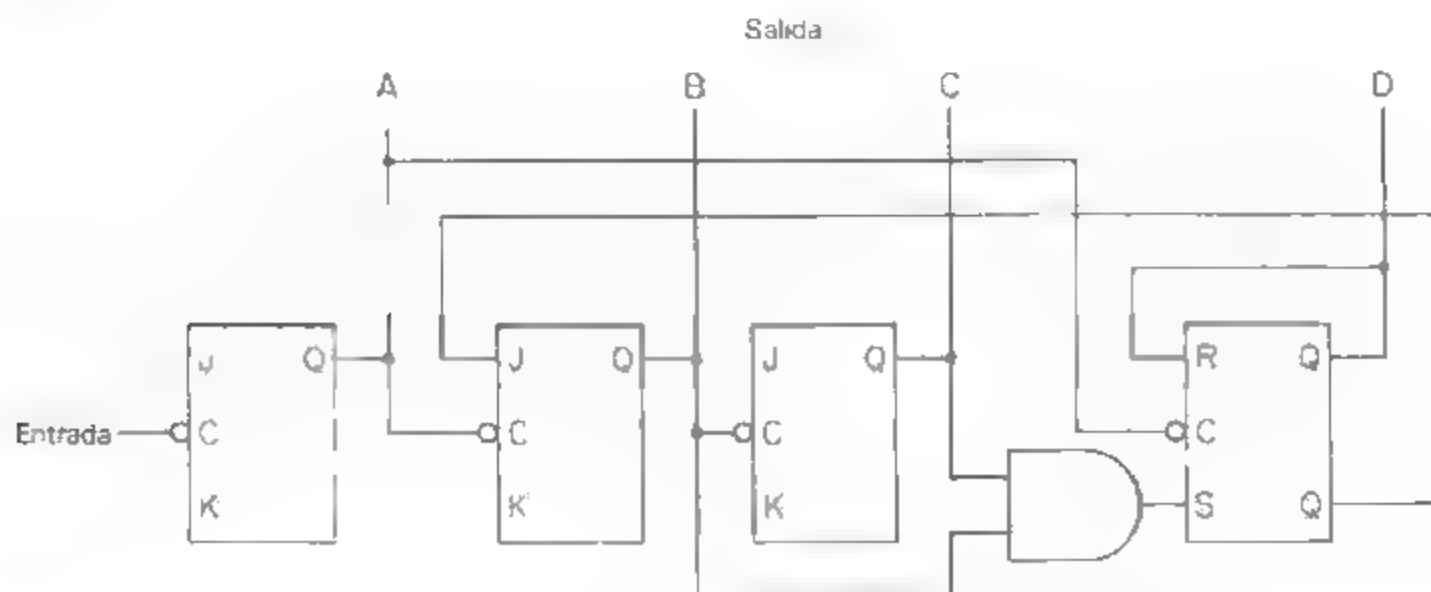 Salida
A B C D
J Q J Q J Q R Q
Entrada C C C C
K K K S Q